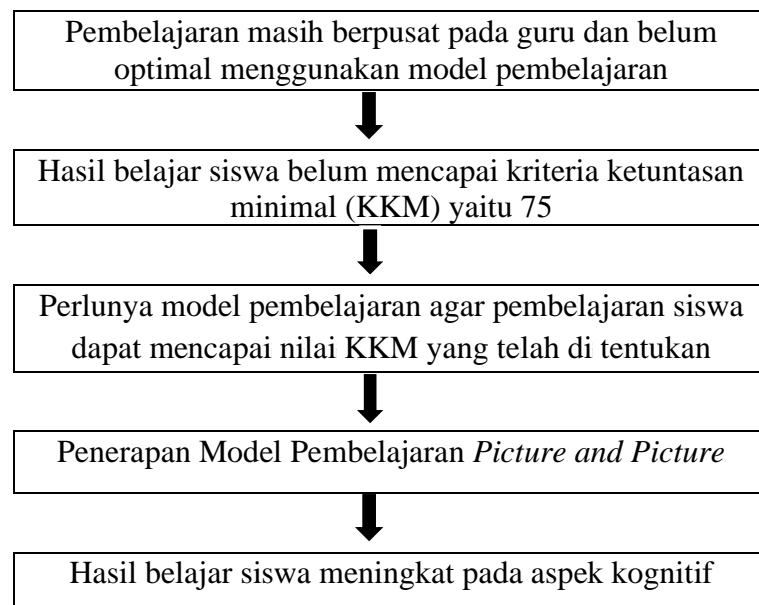 Pembelajaran masih berpusat pada guru dan belum
optimal menggunakan model pembelajaran
Hasil belajar siswa belum mencapai kriteria ketuntasan
minimal (KKM) yaitu 75
Perlunya model pembelajaran agar pembelajaran siswa
dapat mencapai nilai KKM yang telah di tentukan
Penerapan Model Pembelajaran Picture and Picture
Hasil belajar siswa meningkat pada aspek kognitif